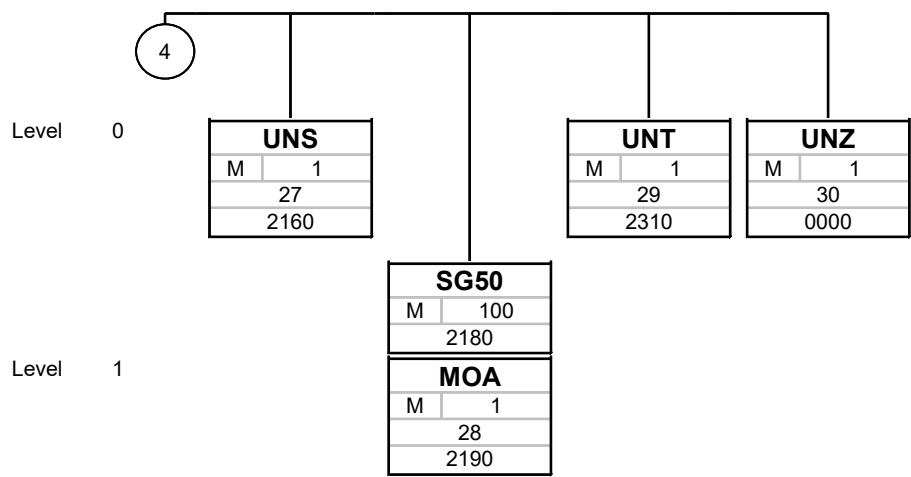 4
Level 0
UNS
M 1
27
2160
UNT
M 1
29
2310
UNZ
M 1
30
0000
SG50
M 100
2180
Level 1
MOA
M 1
28
2190